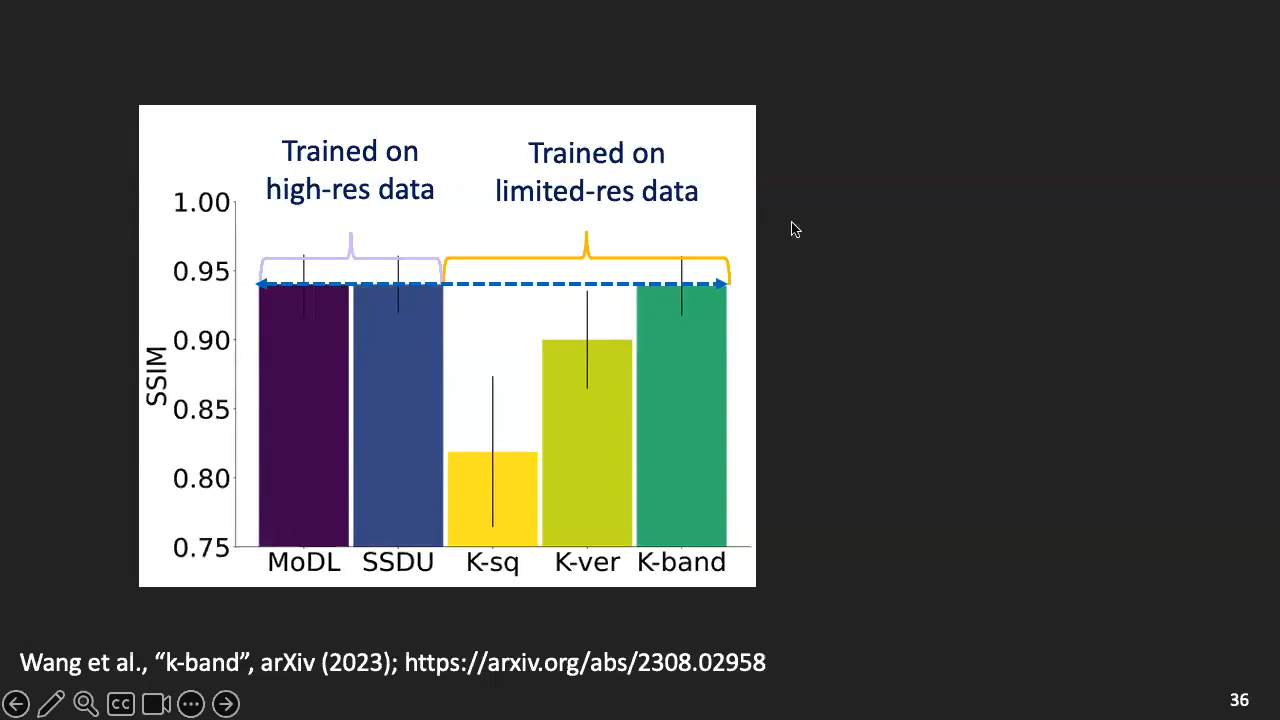 Trained on
high-res data
Trained on
limited-res data
1.00
0.95
0.90
0.85
0.80
0.75
SSIM
MoDL SSDU K-sq K-ver K-band
Wang et al., “k-band”, arXiv (2023); https://arxiv.org/abs/2308.02958
CC
36